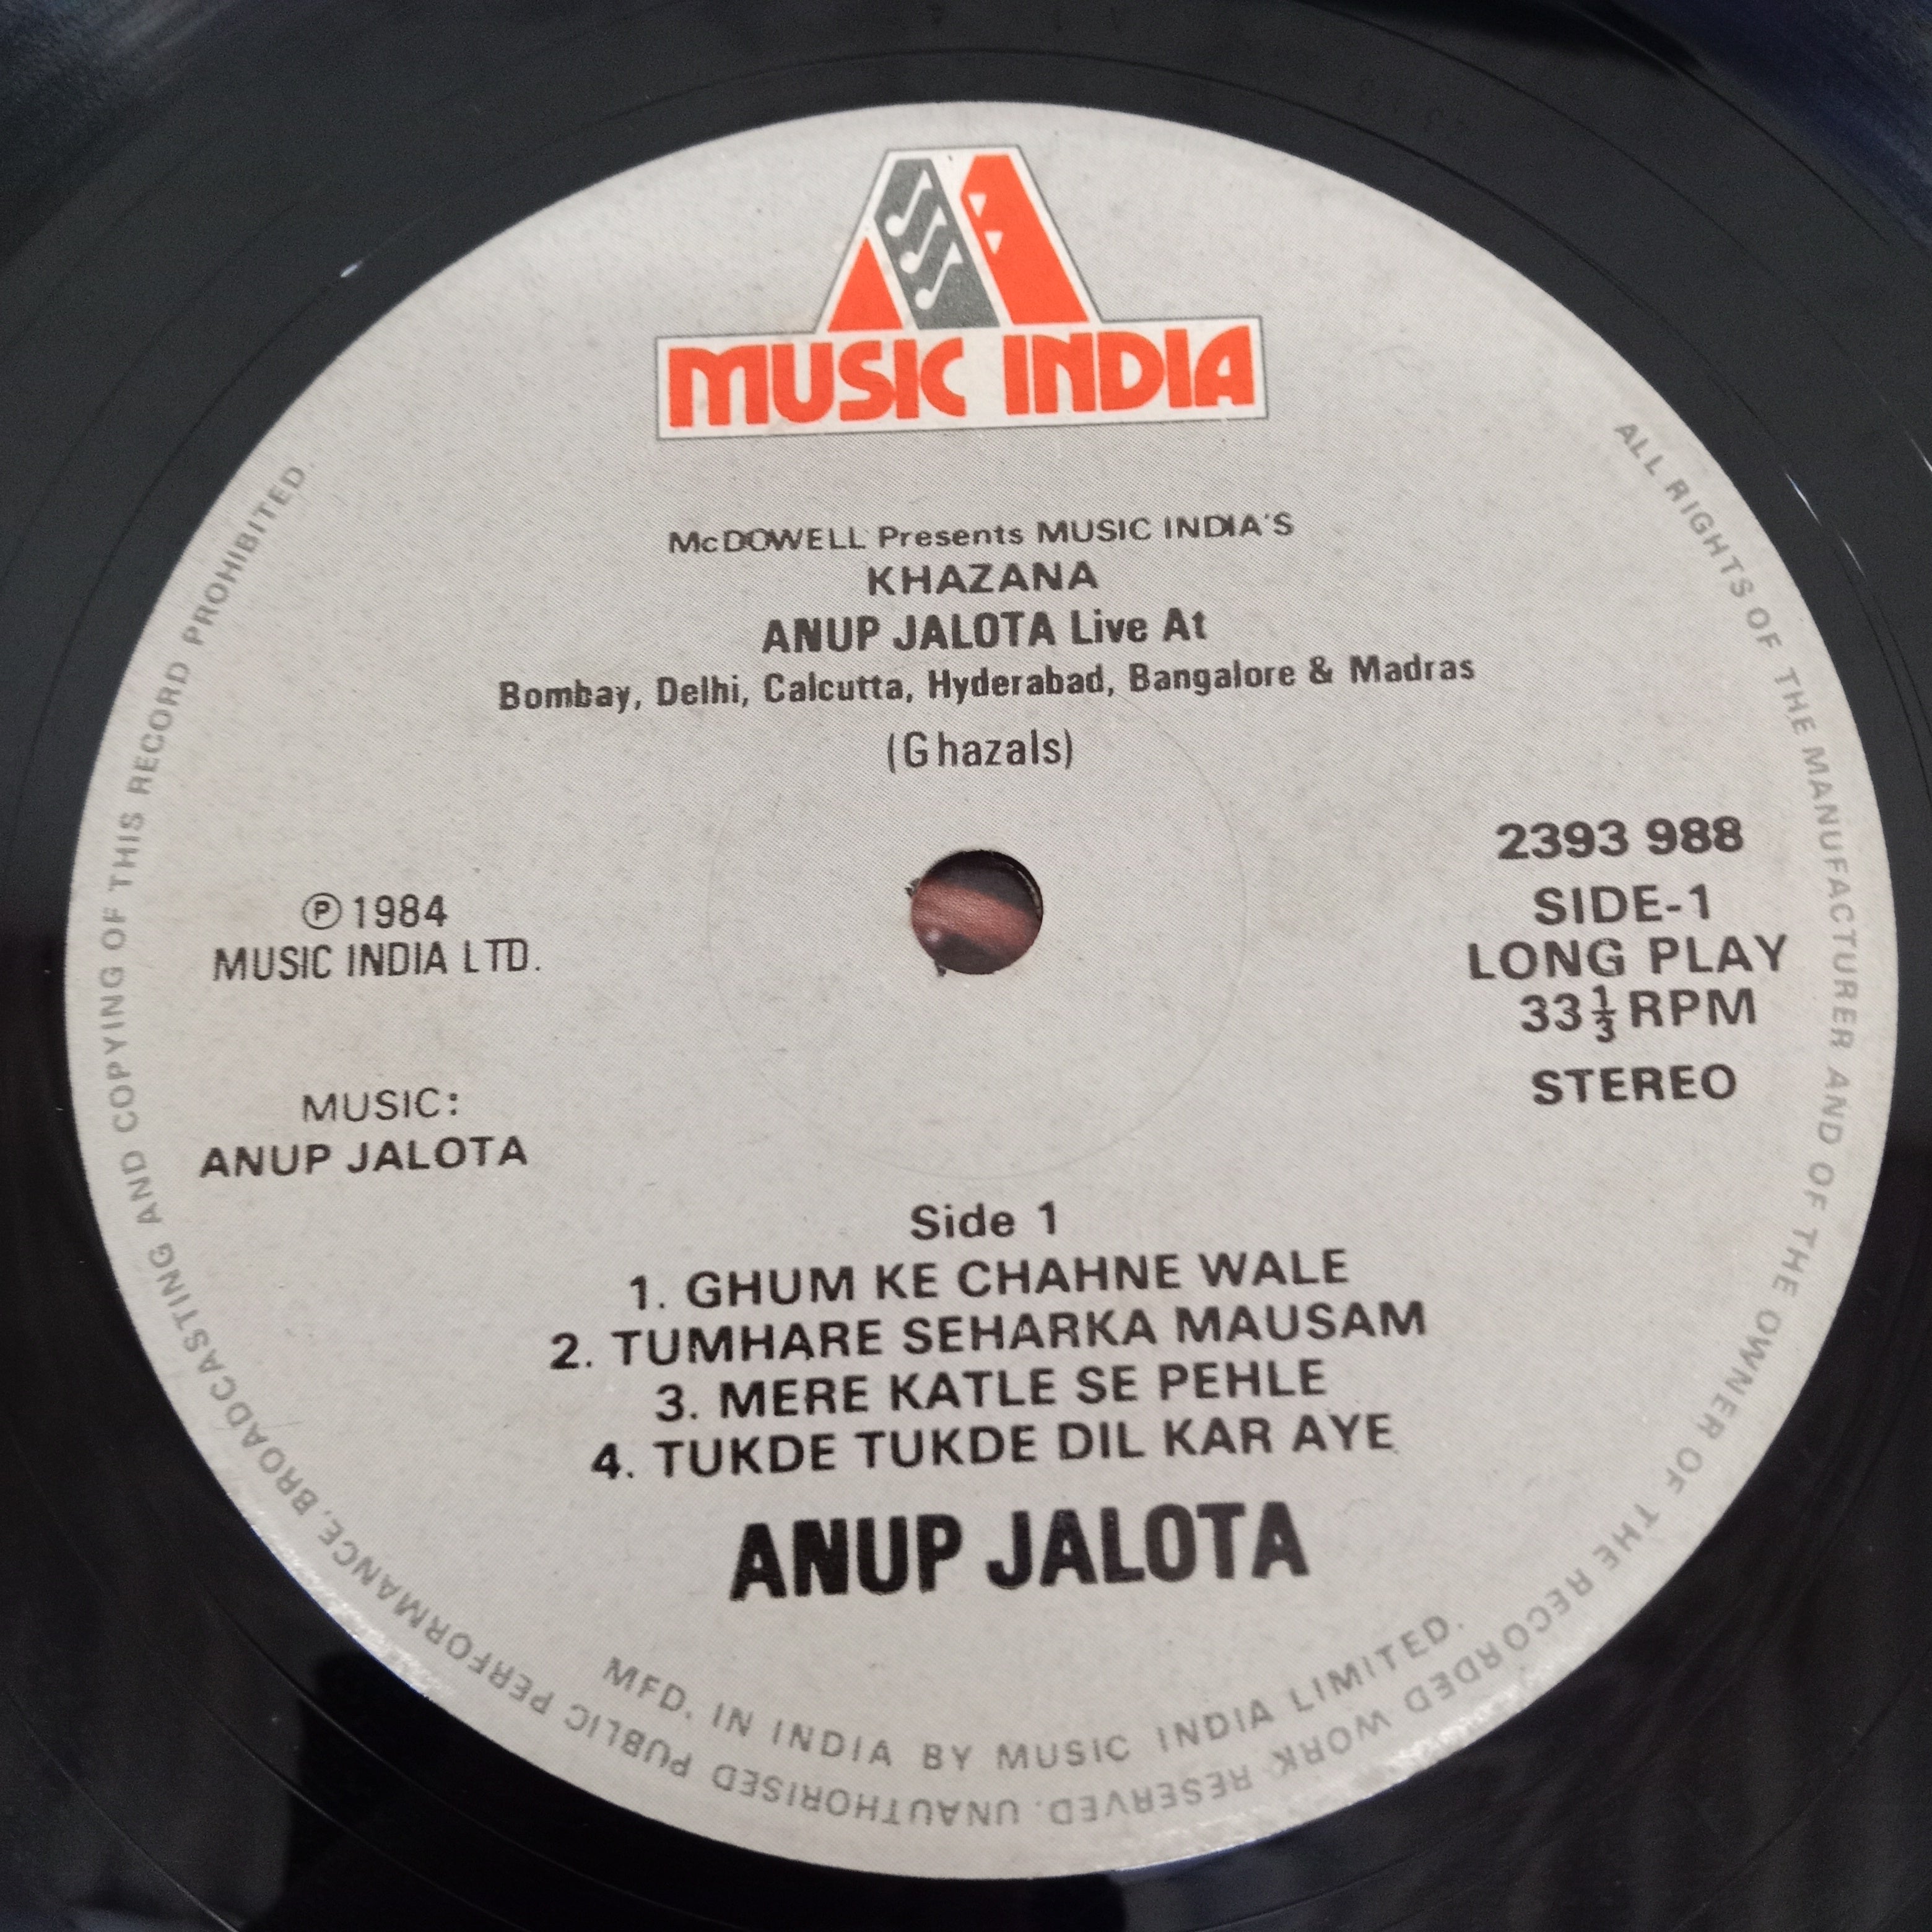 MUSIC INDIA
McDOWELL Presents MUSIC INDIA'S
KHAZANA
ANUP JALOTA Live At
Bombay, Delhi, Calcutta, Hyderabad, Bangalore & Madras
(Ghazals)
2393 988
SIDE-1
LONG PLAY
33⅓ RPM
STEREO
Ⓟ 1984
MUSIC INDIA LTD.
MUSIC:
ANUP JALOTA
Side 1
1. GHUM KE CHAHNE WALE
2. TUMHARE SEHARKA MAUSAM
3. MERE KATLE SE PEHLE
4. TUKDE TUKDE DIL KAR AYE
ANUP JALOTA
MFD. IN INDIA BY MUSIC INDIA LIMITED.
ALL RIGHTS OF THE MANUFACTURER AND OF THE OWNER OF THE RECORDED WORK RESERVED. UNAUTHORISED PUBLIC PERFORMANCE, BROADCASTING AND COPYING OF THIS RECORD PROHIBITED.